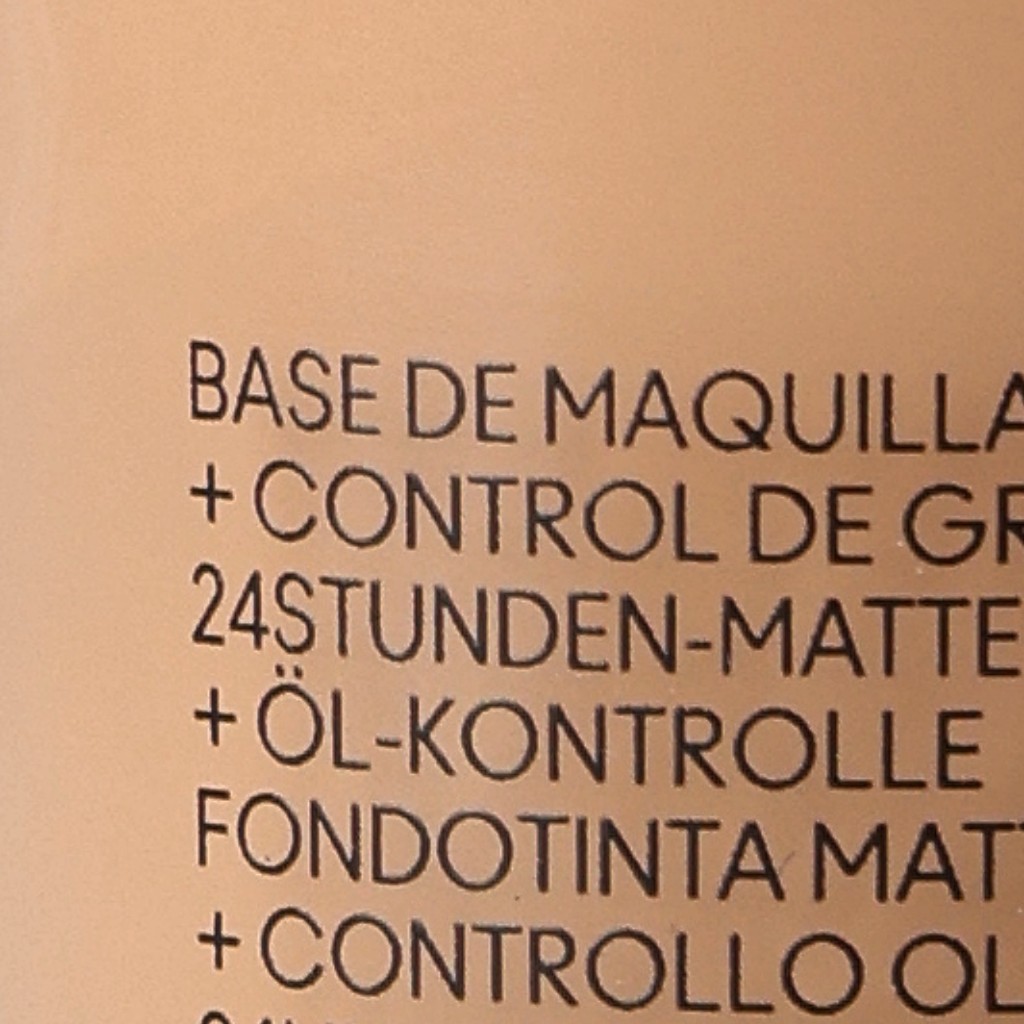 BASE DE MAQUILLA
+ CONTROL DE GR
24STUNDEN-MATTE
+ ÖL-KONTROLLE
FONDOTINTA MATT
+ CONTROLLO OL